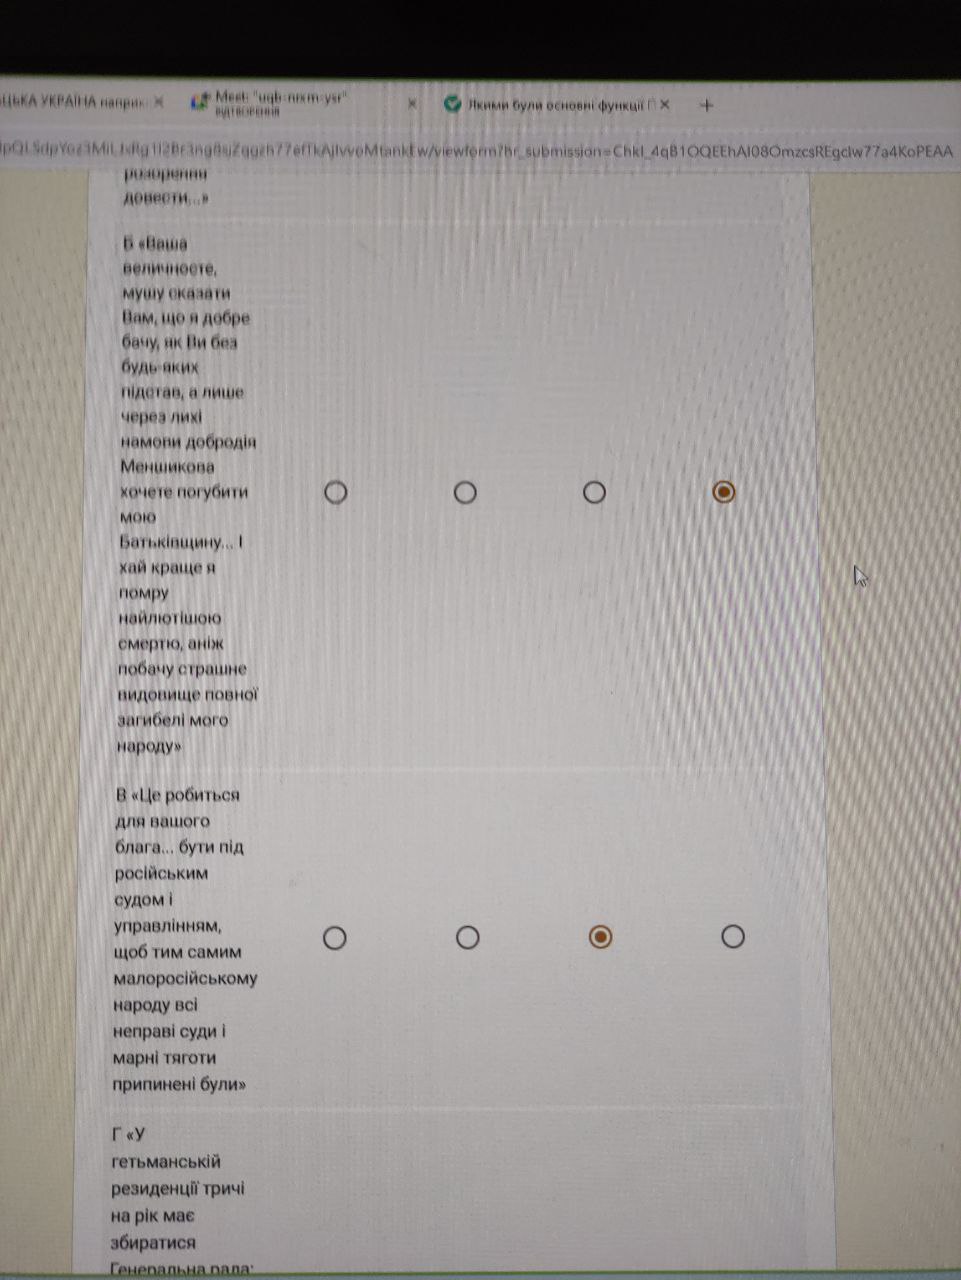 ЦЬКА УКРАЇНА наприк
Meet: "uqb-nrxm-ysr"
ВІДТВОРЕННЯ
Якими були основні функції Г
viewform?hr_submission=ChkI_4qB1OQEEhAI08OmzcsREgclw77a4KoPEAA
розорення
довести...»
Б «Ваша
величносте,
мушу сказати
Вам, що я добре
бачу, як Ви без
будь-яких
підстав, а лише
через лихі
намови добродія
Меншикова
хочете погубити
мою
Батьківщину... І
хай краще я
помру
найлютішою
смертю, аніж
побачу страшне
видовище повної
загибелі мого
народу»
В «Це робиться
для вашого
блага... бути під
російським
судом і
управлінням,
щоб тим самим
малоросійському
народу всі
неправі суди і
марні тяготи
припинені були»
Г «У
гетьманській
резиденції тричі
на рік має
збиратися
Генеральна рада: